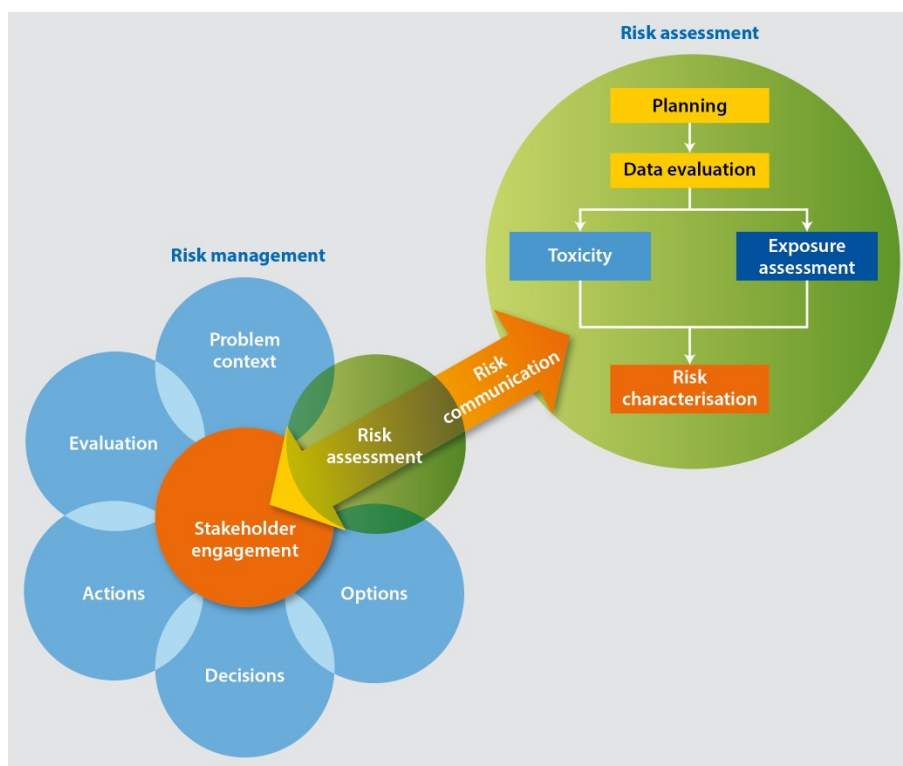 Risk assessment
Planning
Data evaluation
Toxicity
Exposure
assessment
Risk
characterisation
Risk management
Problem
context
Risk
communication
Risk
assessment
Evaluation
Stakeholder
engagement
Actions
Options
Decisions